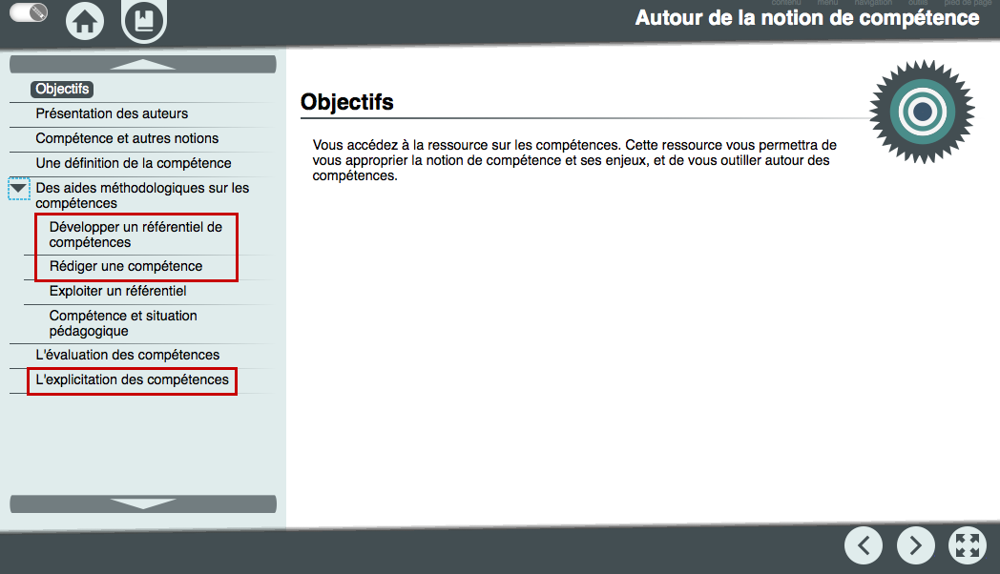 contenu menu navigation outils pied de page
Autour de la notion de compétence
Objectifs
Présentation des auteurs
Compétence et autres notions
Une définition de la compétence
Des aides méthodologiques sur les
compétences
Développer un référentiel de
compétences
Rédiger une compétence
Exploiter un référentiel
Compétence et situation
pédagogique
L'évaluation des compétences
L'explicitation des compétences
Objectifs
Vous accédez à la ressource sur les compétences. Cette ressource vous permettra de
vous approprier la notion de compétence et ses enjeux, et de vous outiller autour des
compétences.